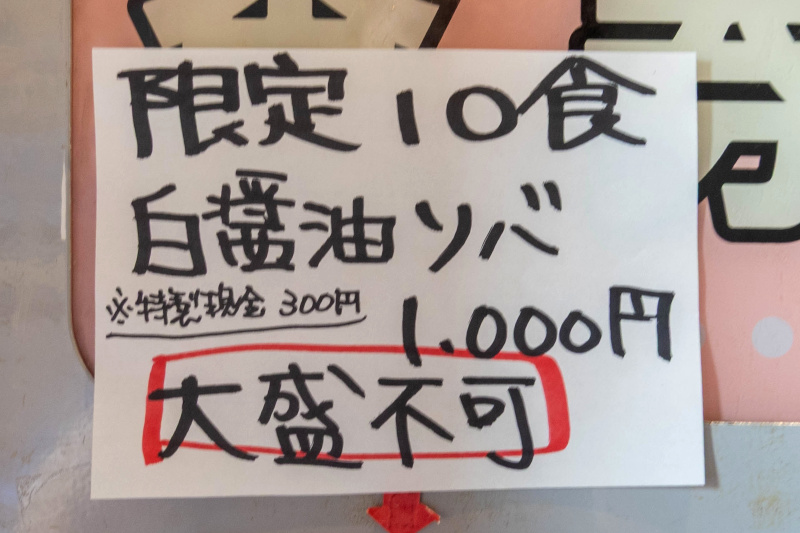 限定10食
白醤油ソバ
※特製現金 300円
1.000円
大盛不可